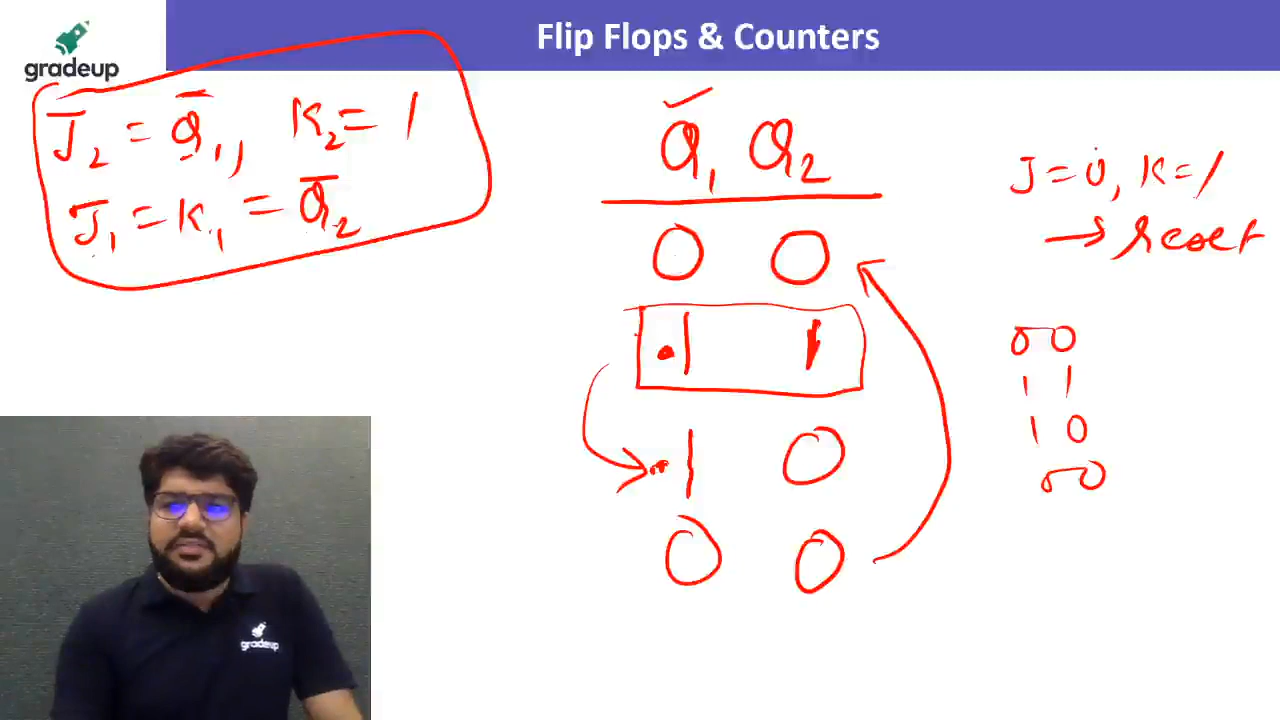 Flip Flops & Counters
gradeup
J2 = Q̅1, K2 = 1
J1 = K1 = Q̅2
Q1 Q2
0 0
1 1
1 0
0 0
J=0, K=1
→ reset
00
11
10
00
gradeup